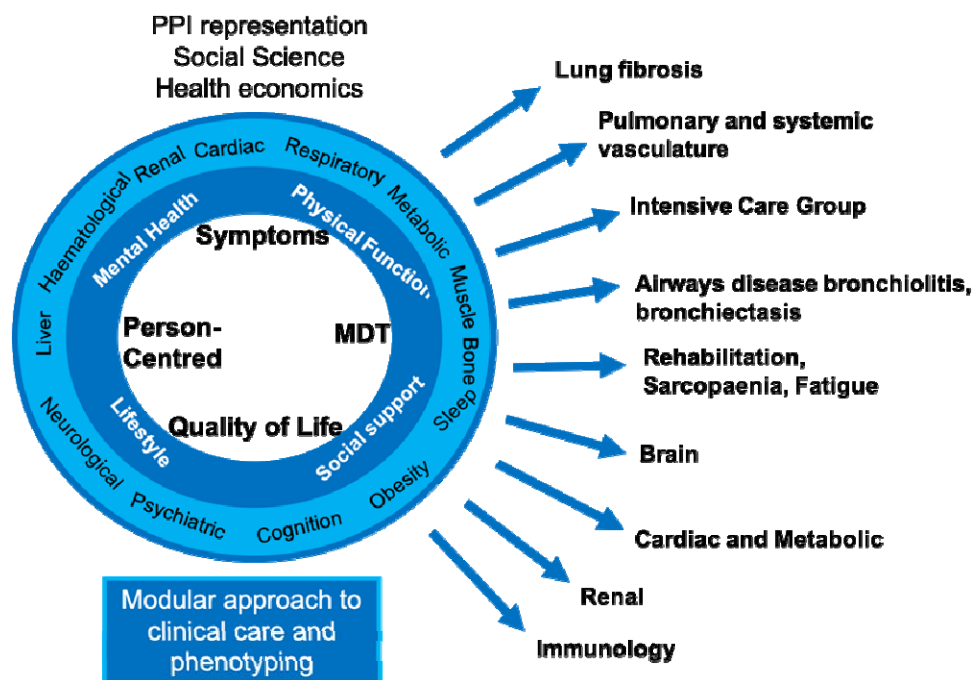 PPI representation
Social Science
Health economics
Liver
Haematological
Renal
Cardiac
Respiratory
Metabolic
Muscle
Bone
Sleep
Obesity
Cognition
Psychiatric
Neurological
Mental Health
Physical Function
Social support
Lifestyle
Symptoms
Person-
Centred
MDT
Quality of Life
Modular approach to
clinical care and
phenotyping
Lung fibrosis
Pulmonary and systemic
vasculature
Intensive Care Group
Airways disease bronchiolitis,
bronchiectasis
Rehabilitation,
Sarcopaenia, Fatigue
Brain
Cardiac and Metabolic
Renal
Immunology